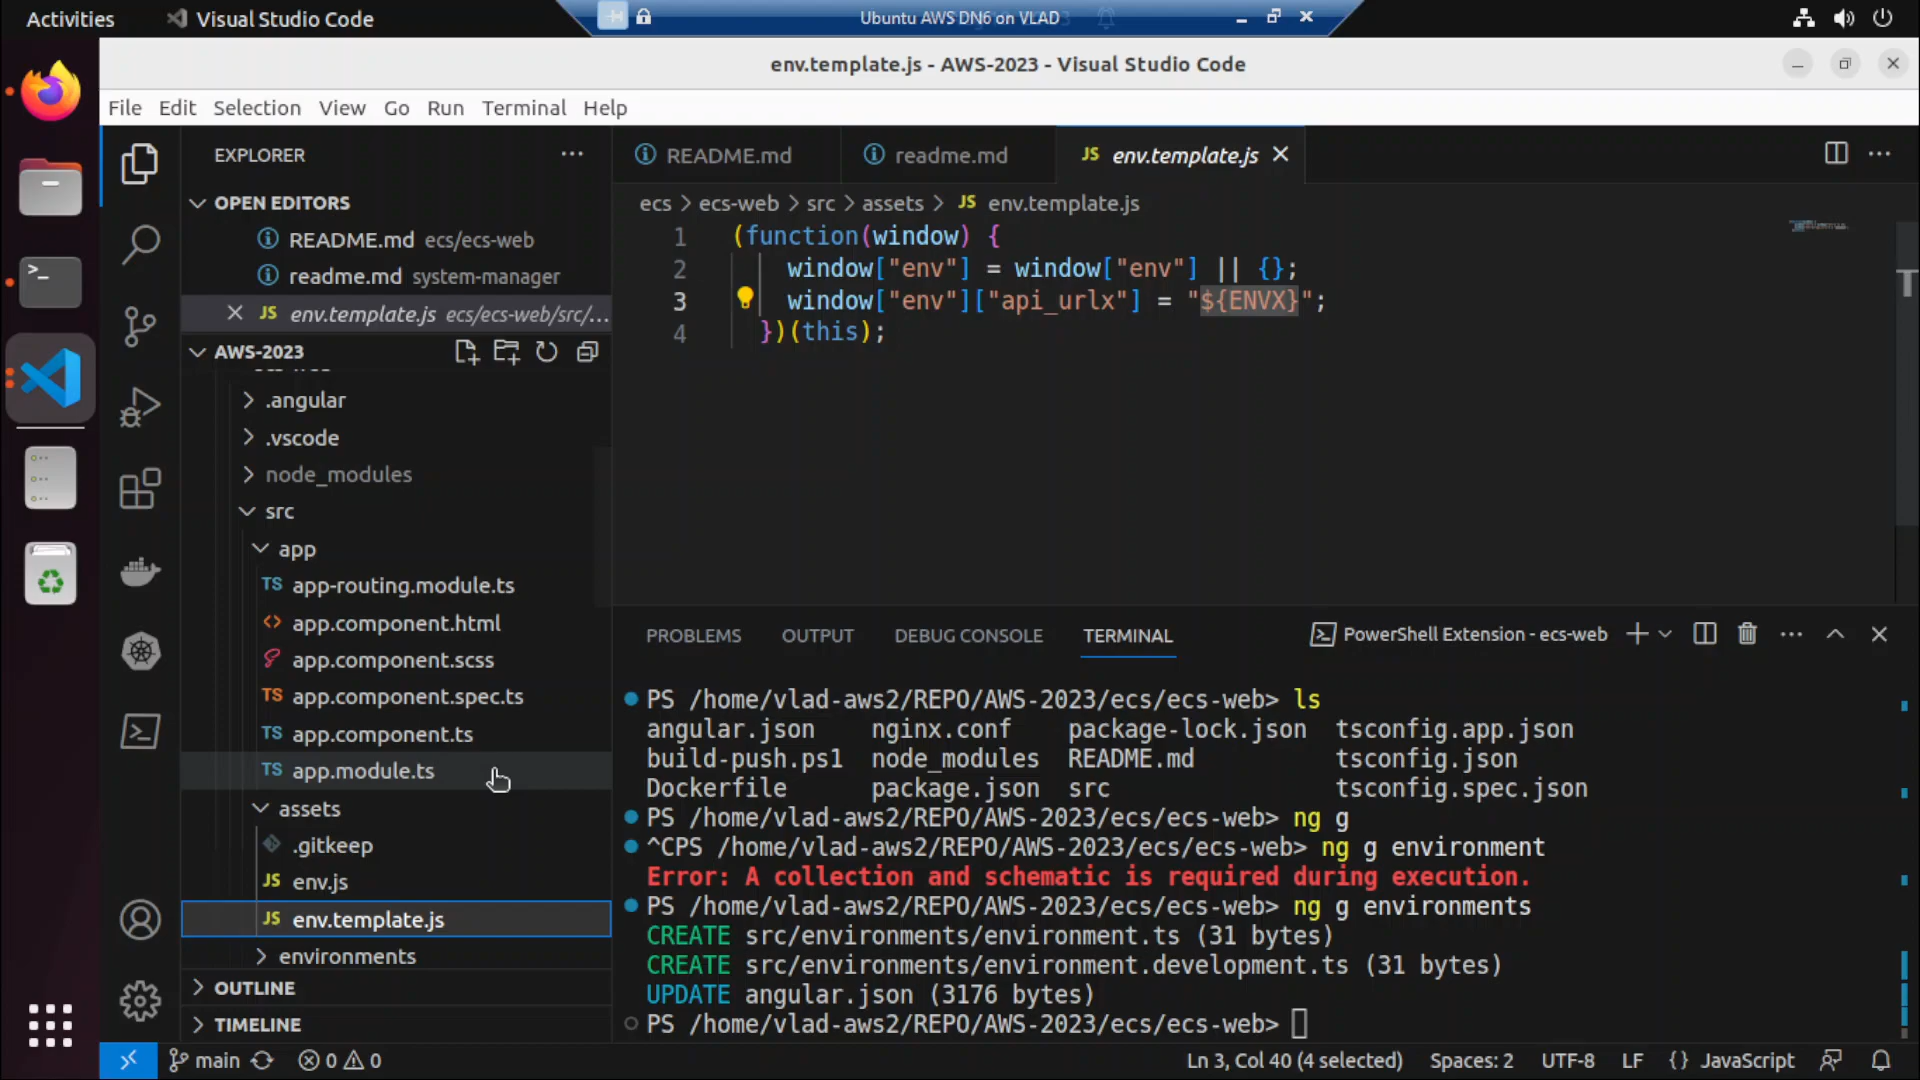 Activities
Visual Studio Code
Ubuntu AWS DN6 on VLAD
env.template.js - AWS-2023 - Visual Studio Code
File Edit Selection View Go Run Terminal Help
EXPLORER
OPEN EDITORS
README.md ecs/ecs-web
readme.md system-manager
JS env.template.js ecs/ecs-web/src/...
AWS-2023
.angular
.vscode
node_modules
src
app
TS app-routing.module.ts
<> app.component.html
app.component.scss
TS app.component.spec.ts
TS app.component.ts
TS app.module.ts
assets
.gitkeep
JS env.js
JS env.template.js
environments
OUTLINE
TIMELINE
README.md
readme.md
JS env.template.js
ecs > ecs-web > src > assets > JS env.template.js
1 (function(window) {
2 window["env"] = window["env"] || {};
3 window["env"]["api_urlx"] = "${ENVX}";
4 })(this);
PROBLEMS OUTPUT DEBUG CONSOLE TERMINAL
PowerShell Extension - ecs-web
PS /home/vlad-aws2/REPO/AWS-2023/ecs/ecs-web> ls
angular.json nginx.conf package-lock.json tsconfig.app.json
build-push.ps1 node_modules README.md tsconfig.json
Dockerfile package.json src tsconfig.spec.json
PS /home/vlad-aws2/REPO/AWS-2023/ecs/ecs-web> ng g
^CPS /home/vlad-aws2/REPO/AWS-2023/ecs/ecs-web> ng g environment
Error: A collection and schematic is required during execution.
PS /home/vlad-aws2/REPO/AWS-2023/ecs/ecs-web> ng g environments
CREATE src/environments/environment.ts (31 bytes)
CREATE src/environments/environment.development.ts (31 bytes)
UPDATE angular.json (3176 bytes)
PS /home/vlad-aws2/REPO/AWS-2023/ecs/ecs-web>
main
0 0
Ln 3, Col 40 (4 selected) Spaces: 2 UTF-8 LF {} JavaScript